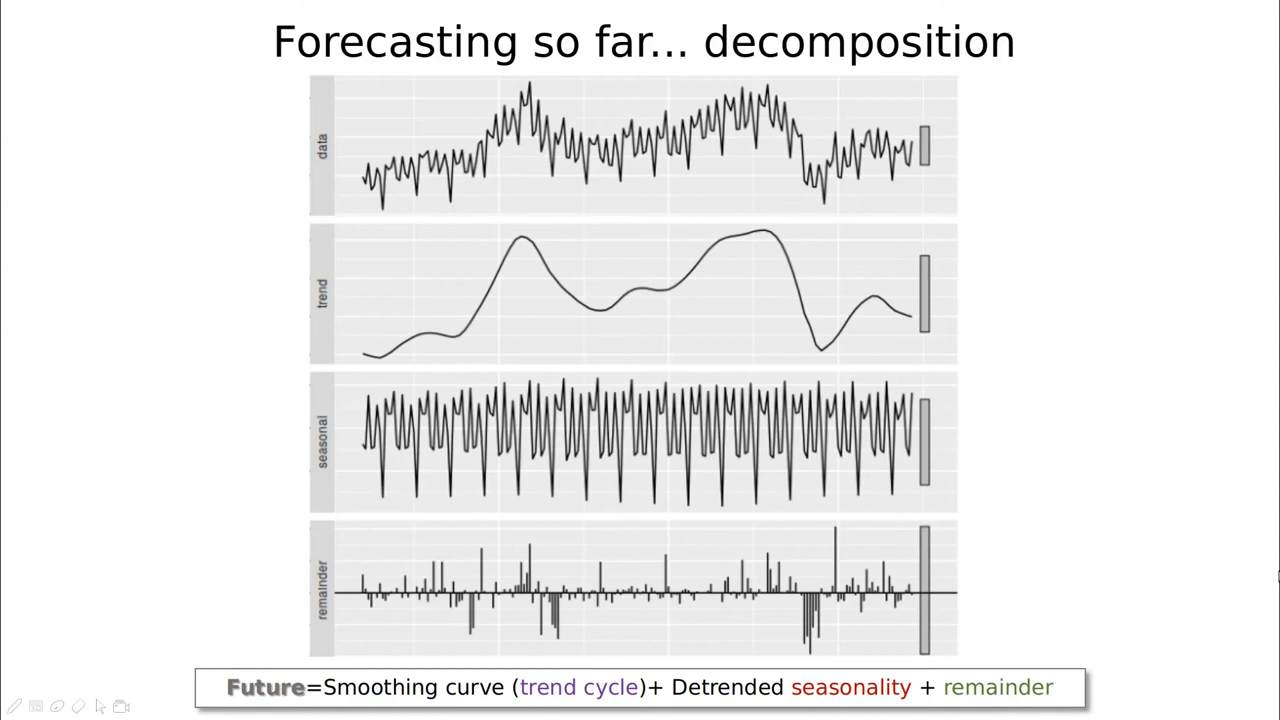 Forecasting so far... decomposition
data
trend
seasonal
remainder
Future=Smoothing curve (trend cycle)+ Detrended seasonality + remainder